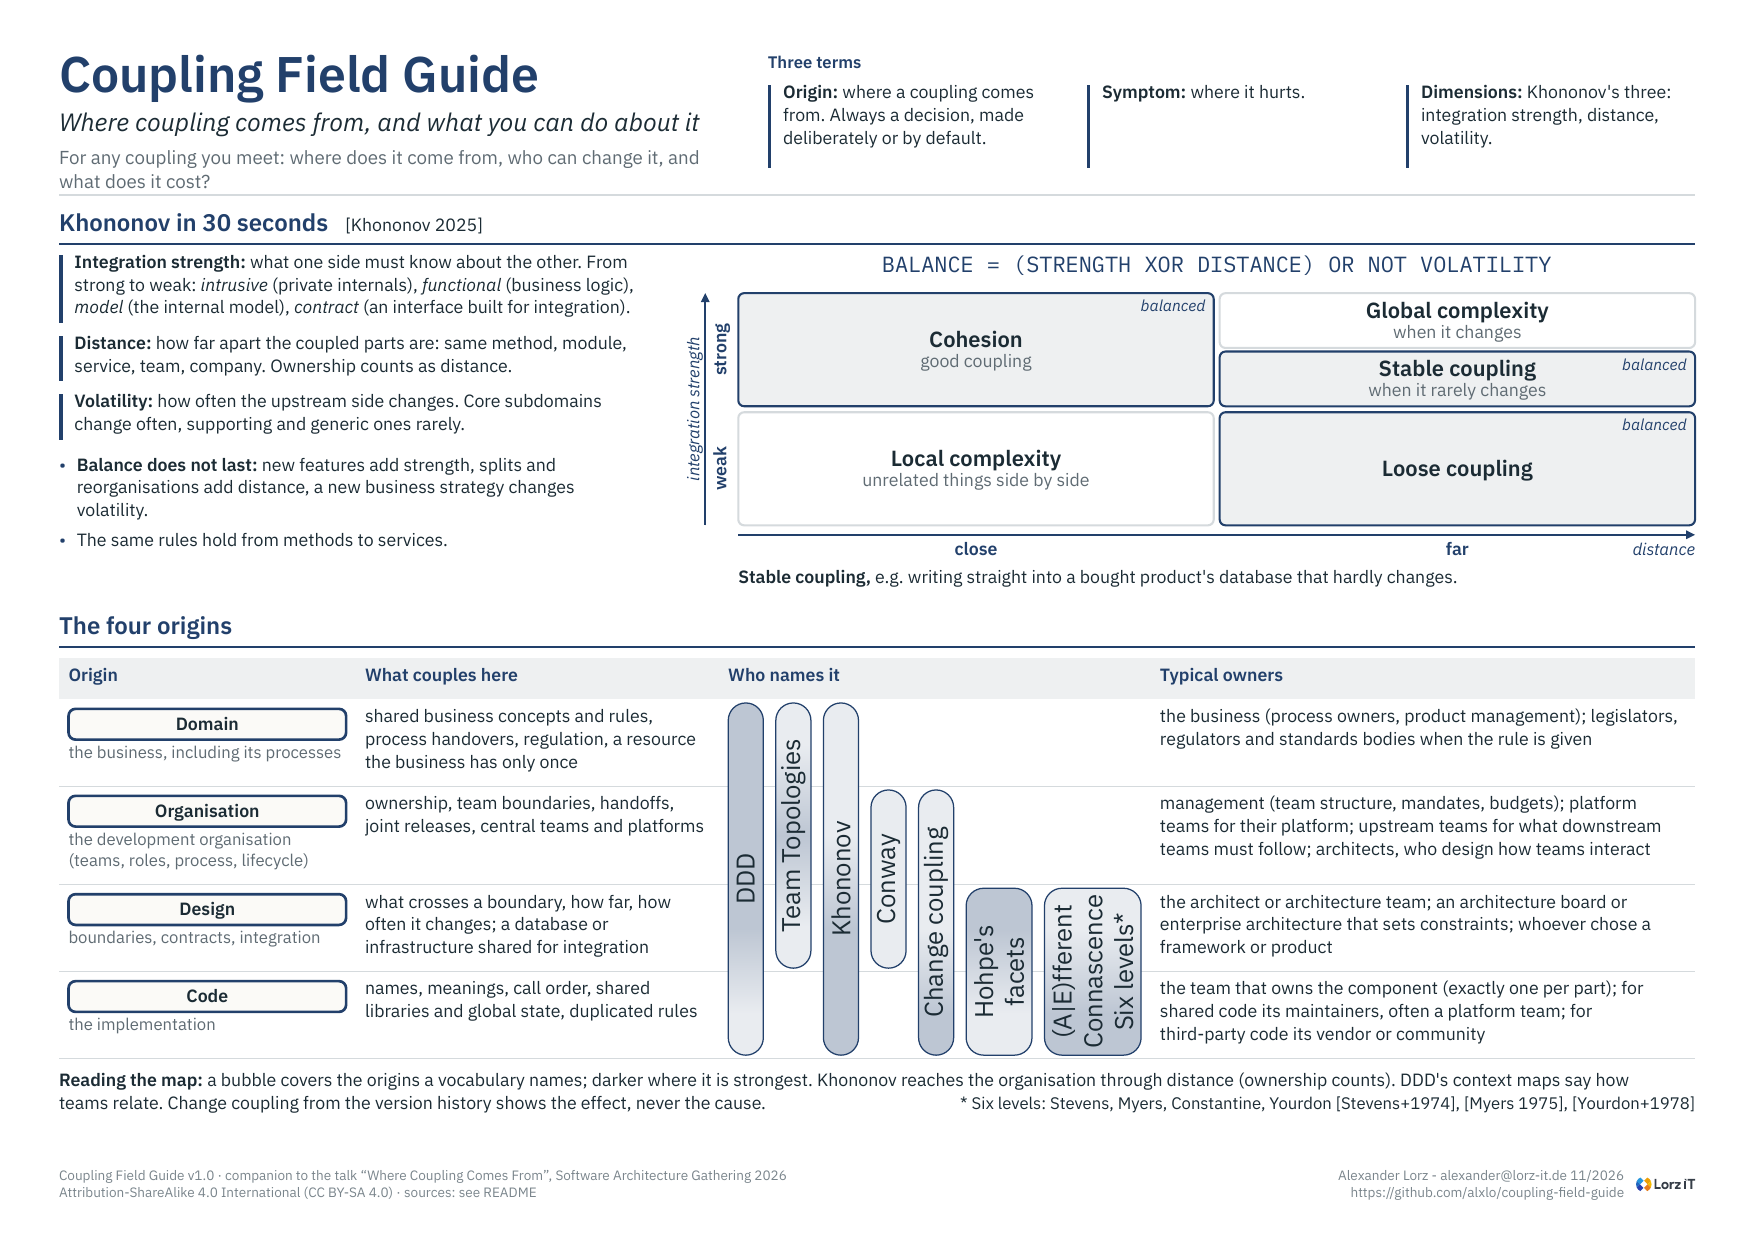 Coupling Field Guide
Where coupling comes from, and what you can do about it
For any coupling you meet: where does it come from, who can change it, and
what does it cost?
Three terms
Origin: where a coupling comes
from. Always a decision, made
deliberately or by default.
Symptom: where it hurts.
Dimensions: Khononov's three:
integration strength, distance,
volatility.
Khononov in 30 seconds [Khononov 2025]
Integration strength: what one side must know about the other. From
strong to weak: intrusive (private internals), functional (business logic),
model (the internal model), contract (an interface built for integration).
Distance: how far apart the coupled parts are: same method, module,
service, team, company. Ownership counts as distance.
Volatility: how often the upstream side changes. Core subdomains
change often, supporting and generic ones rarely.
• Balance does not last: new features add strength, splits and
reorganisations add distance, a new business strategy changes
volatility.
• The same rules hold from methods to services.
BALANCE = (STRENGTH XOR DISTANCE) OR NOT VOLATILITY
integration strength
strong
weak
balanced
Cohesion
good coupling
Global complexity
when it changes
Stable coupling
balanced
when it rarely changes
Local complexity
unrelated things side by side
balanced
Loose coupling
close
far
distance
Stable coupling, e.g. writing straight into a bought product's database that hardly changes.
The four origins
Origin
What couples here
Who names it
Typical owners
Domain
the business, including its processes
shared business concepts and rules,
process handovers, regulation, a resource
the business has only once
the business (process owners, product management); legislators,
regulators and standards bodies when the rule is given
Organisation
the development organisation
(teams, roles, process, lifecycle)
ownership, team boundaries, handoffs,
joint releases, central teams and platforms
management (team structure, mandates, budgets); platform
teams for their platform; upstream teams for what downstream
teams must follow; architects, who design how teams interact
Design
boundaries, contracts, integration
what crosses a boundary, how far, how
often it changes; a database or
infrastructure shared for integration
the architect or architecture team; an architecture board or
enterprise architecture that sets constraints; whoever chose a
framework or product
Code
the implementation
names, meanings, call order, shared
libraries and global state, duplicated rules
the team that owns the component (exactly one per part); for
shared code its maintainers, often a platform team; for
third-party code its vendor or community
DDD
Team Topologies
Khononov
Conway
Change coupling
Hohpe's
facets
(A|E)fferent
Connascence
Six levels*
Reading the map: a bubble covers the origins a vocabulary names; darker where it is strongest. Khononov reaches the organisation through distance (ownership counts). DDD's context maps say how
teams relate. Change coupling from the version history shows the effect, never the cause.
* Six levels: Stevens, Myers, Constantine, Yourdon [Stevens+1974], [Myers 1975], [Yourdon+1978]
Coupling Field Guide v1.0 · companion to the talk “Where Coupling Comes From”, Software Architecture Gathering 2026
Attribution-ShareAlike 4.0 International (CC BY-SA 4.0) · sources: see README
Alexander Lorz - alexander@lorz-it.de 11/2026
https://github.com/alxlo/coupling-field-guide
Lorz iT